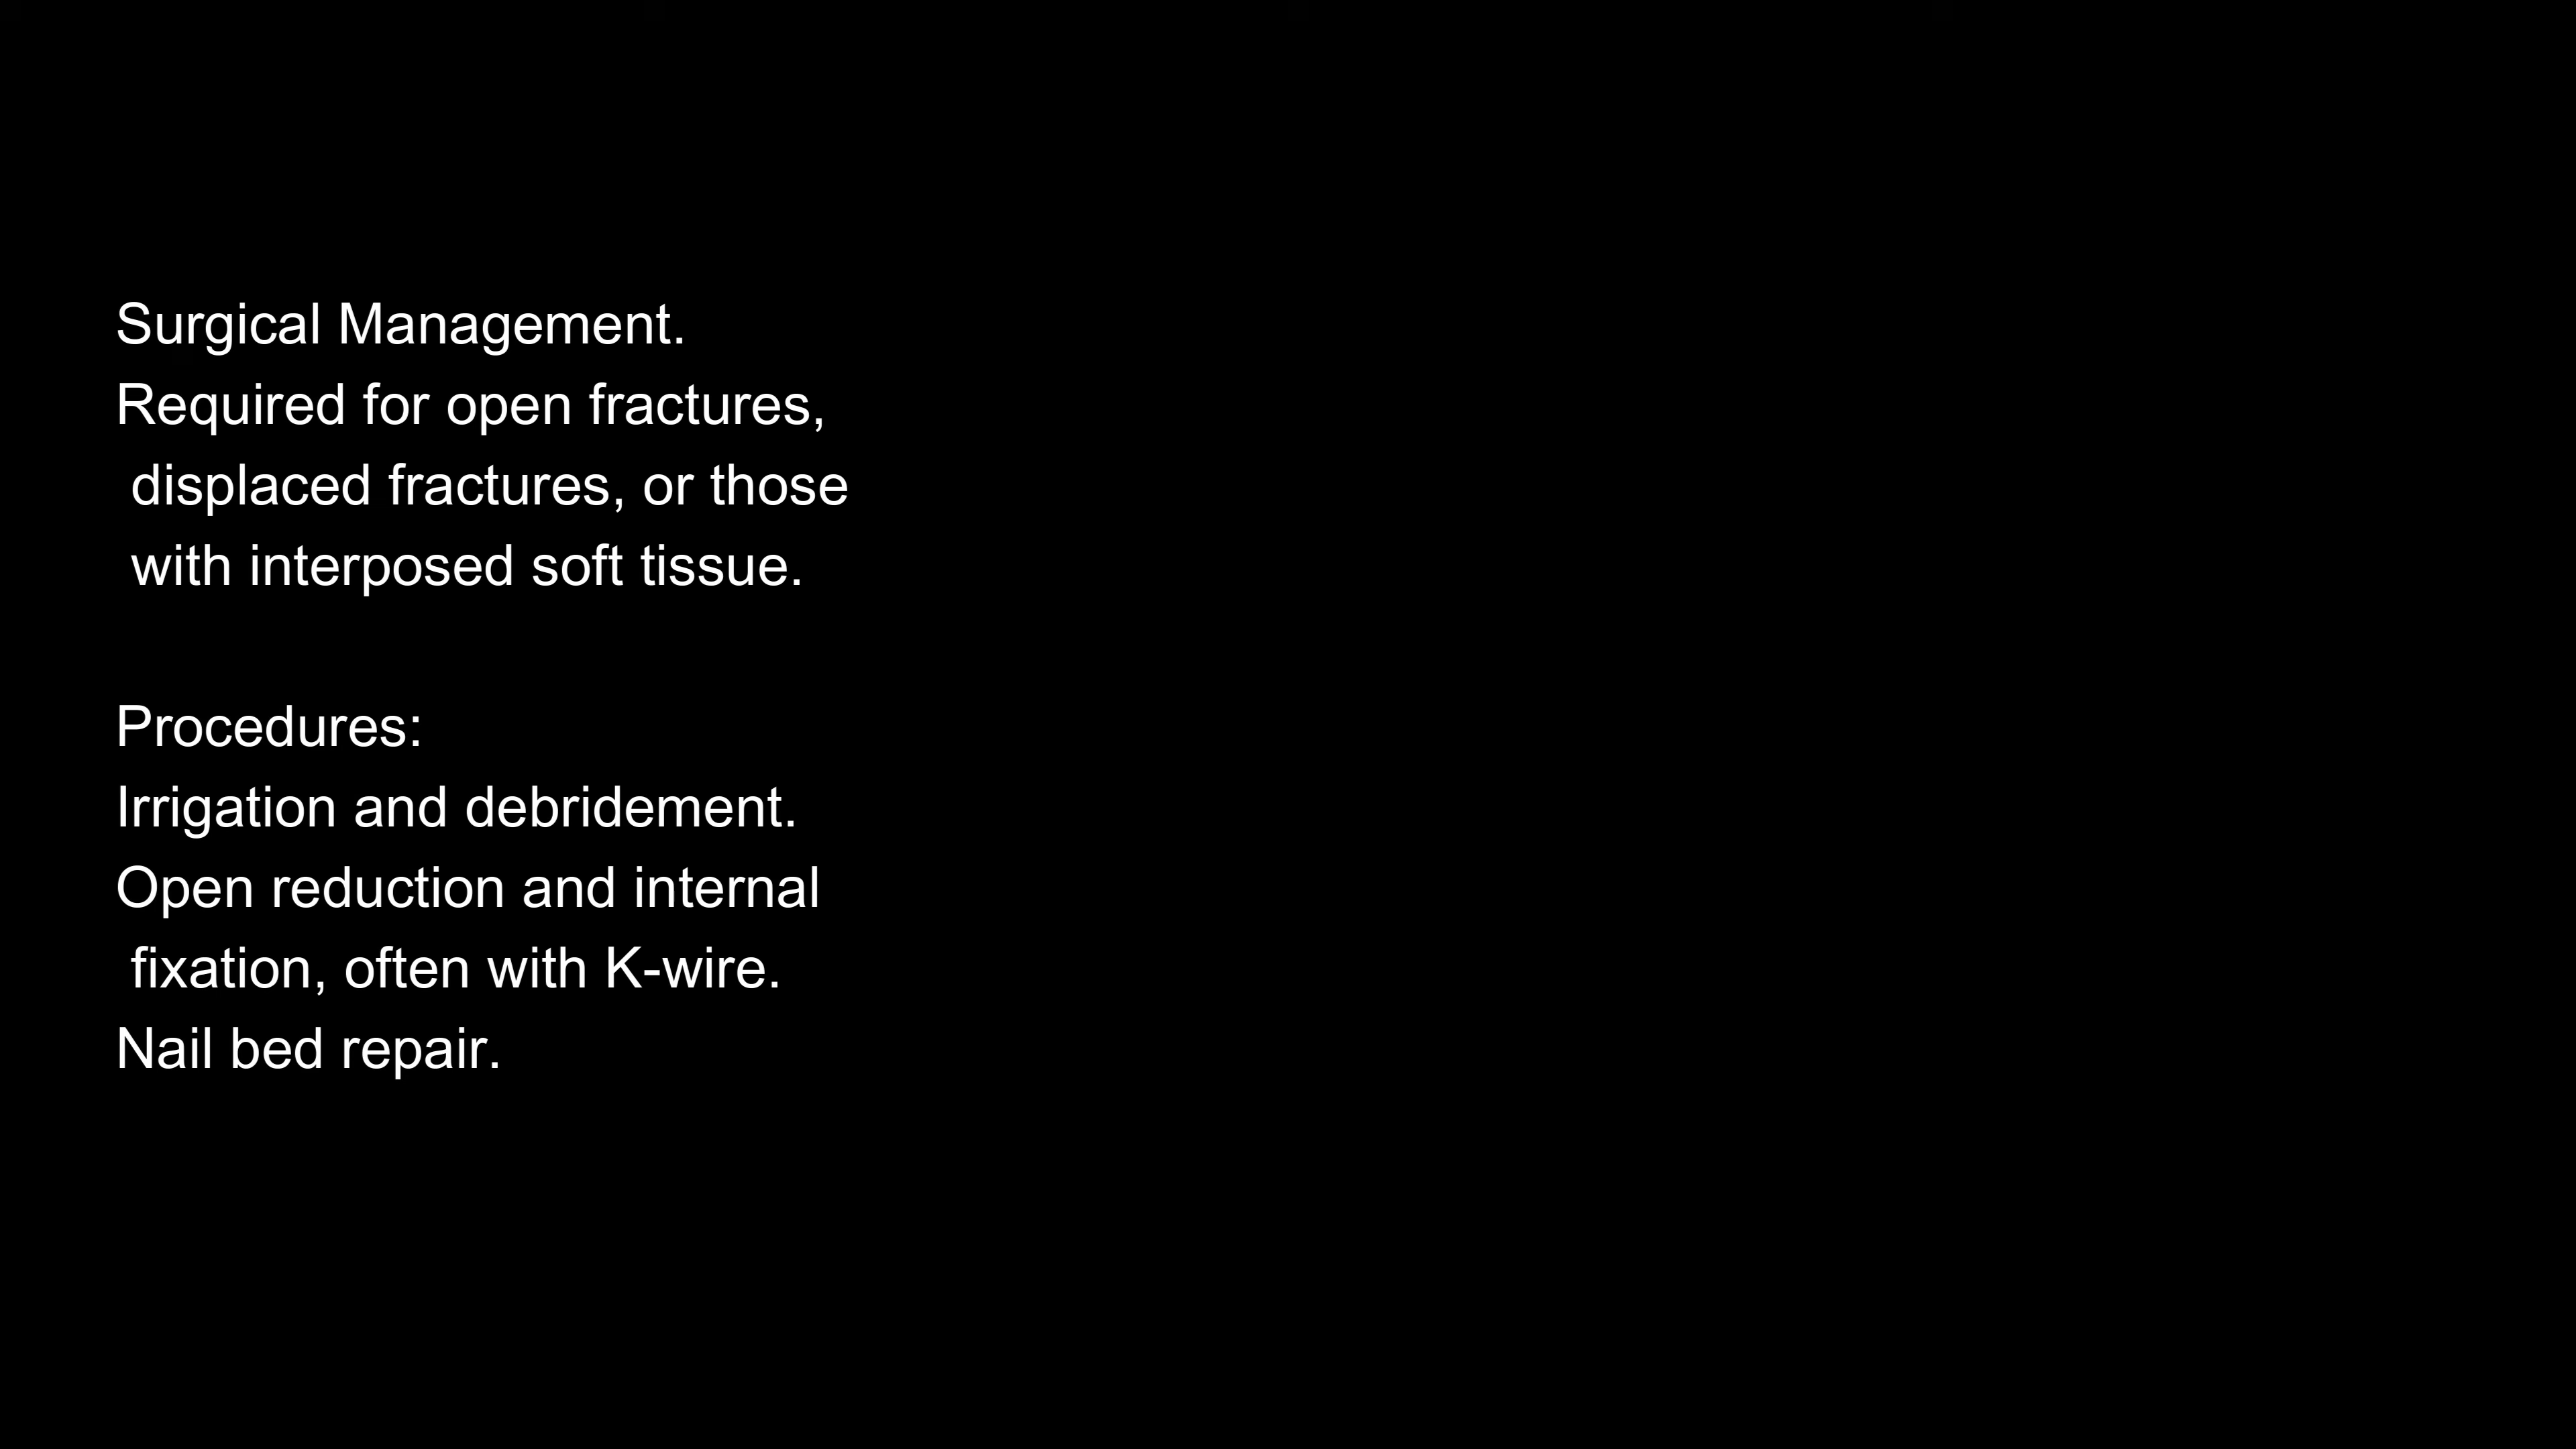 Surgical Management.
Required for open fractures,
displaced fractures, or those
with interposed soft tissue.
Procedures:
Irrigation and debridement.
Open reduction and internal
fixation, often with K-wire.
Nail bed repair.